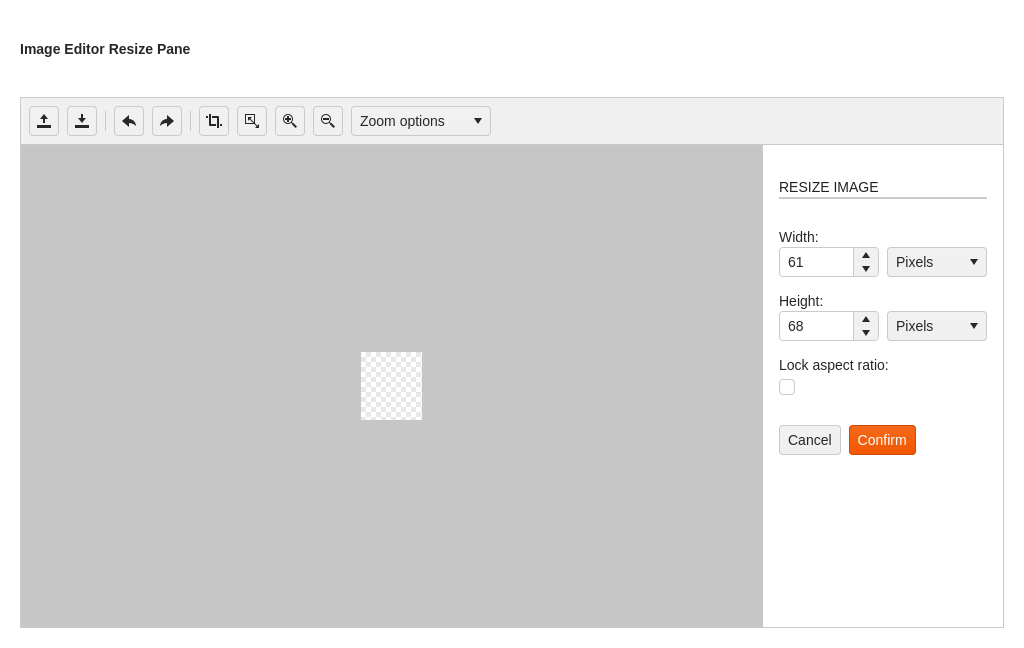 Image Editor Resize Pane
Zoom options
RESIZE IMAGE
Width:
61 Pixels
Height:
68 Pixels
Lock aspect ratio:
Cancel Confirm